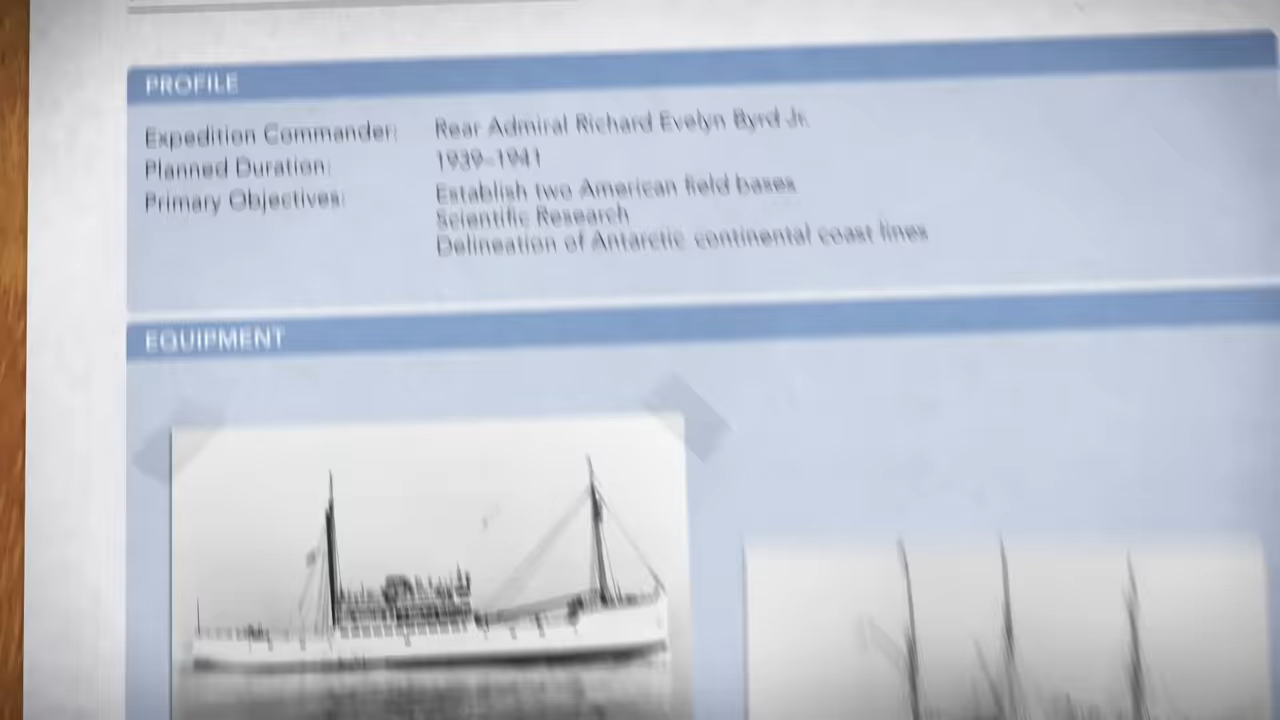 PROFILE
Expedition Commander: Rear Admiral Richard Evelyn Byrd Jr.
Planned Duration: 1939–1941
Primary Objectives: Establish two American field bases
Scientific Research
Delineation of Antarctic continental coast lines
EQUIPMENT